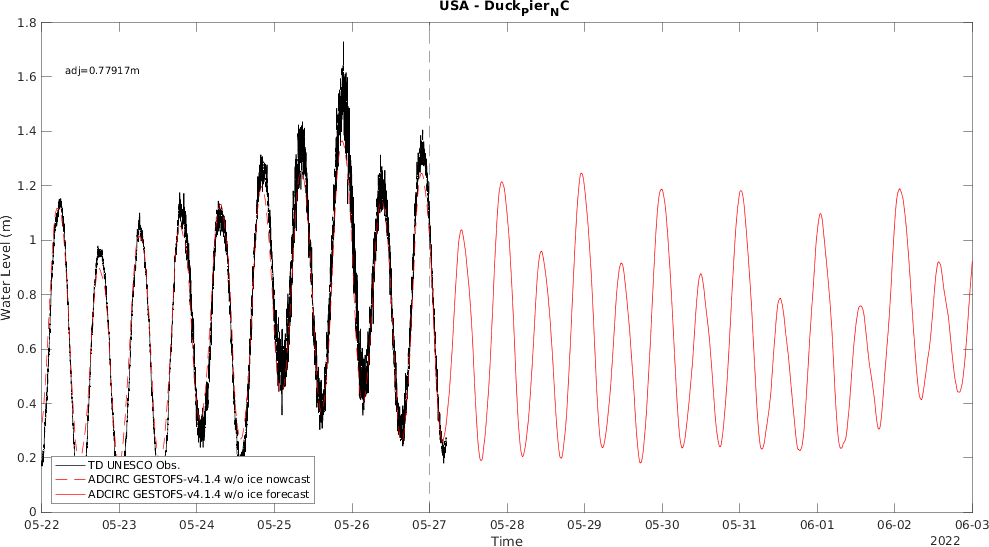 USA - Duck_Pier_NC
1.8
1.6
1.4
1.2
1
0.8
0.6
0.4
0.2
0
Water Level (m)
adj=0.77917m
TD UNESCO Obs.
ADCIRC GESTOFS-v4.1.4 w/o ice nowcast
ADCIRC GESTOFS-v4.1.4 w/o ice forecast
05-22 05-23 05-24 05-25 05-26 05-27 05-28 05-29 05-30 05-31 06-01 06-02 06-03
Time
2022